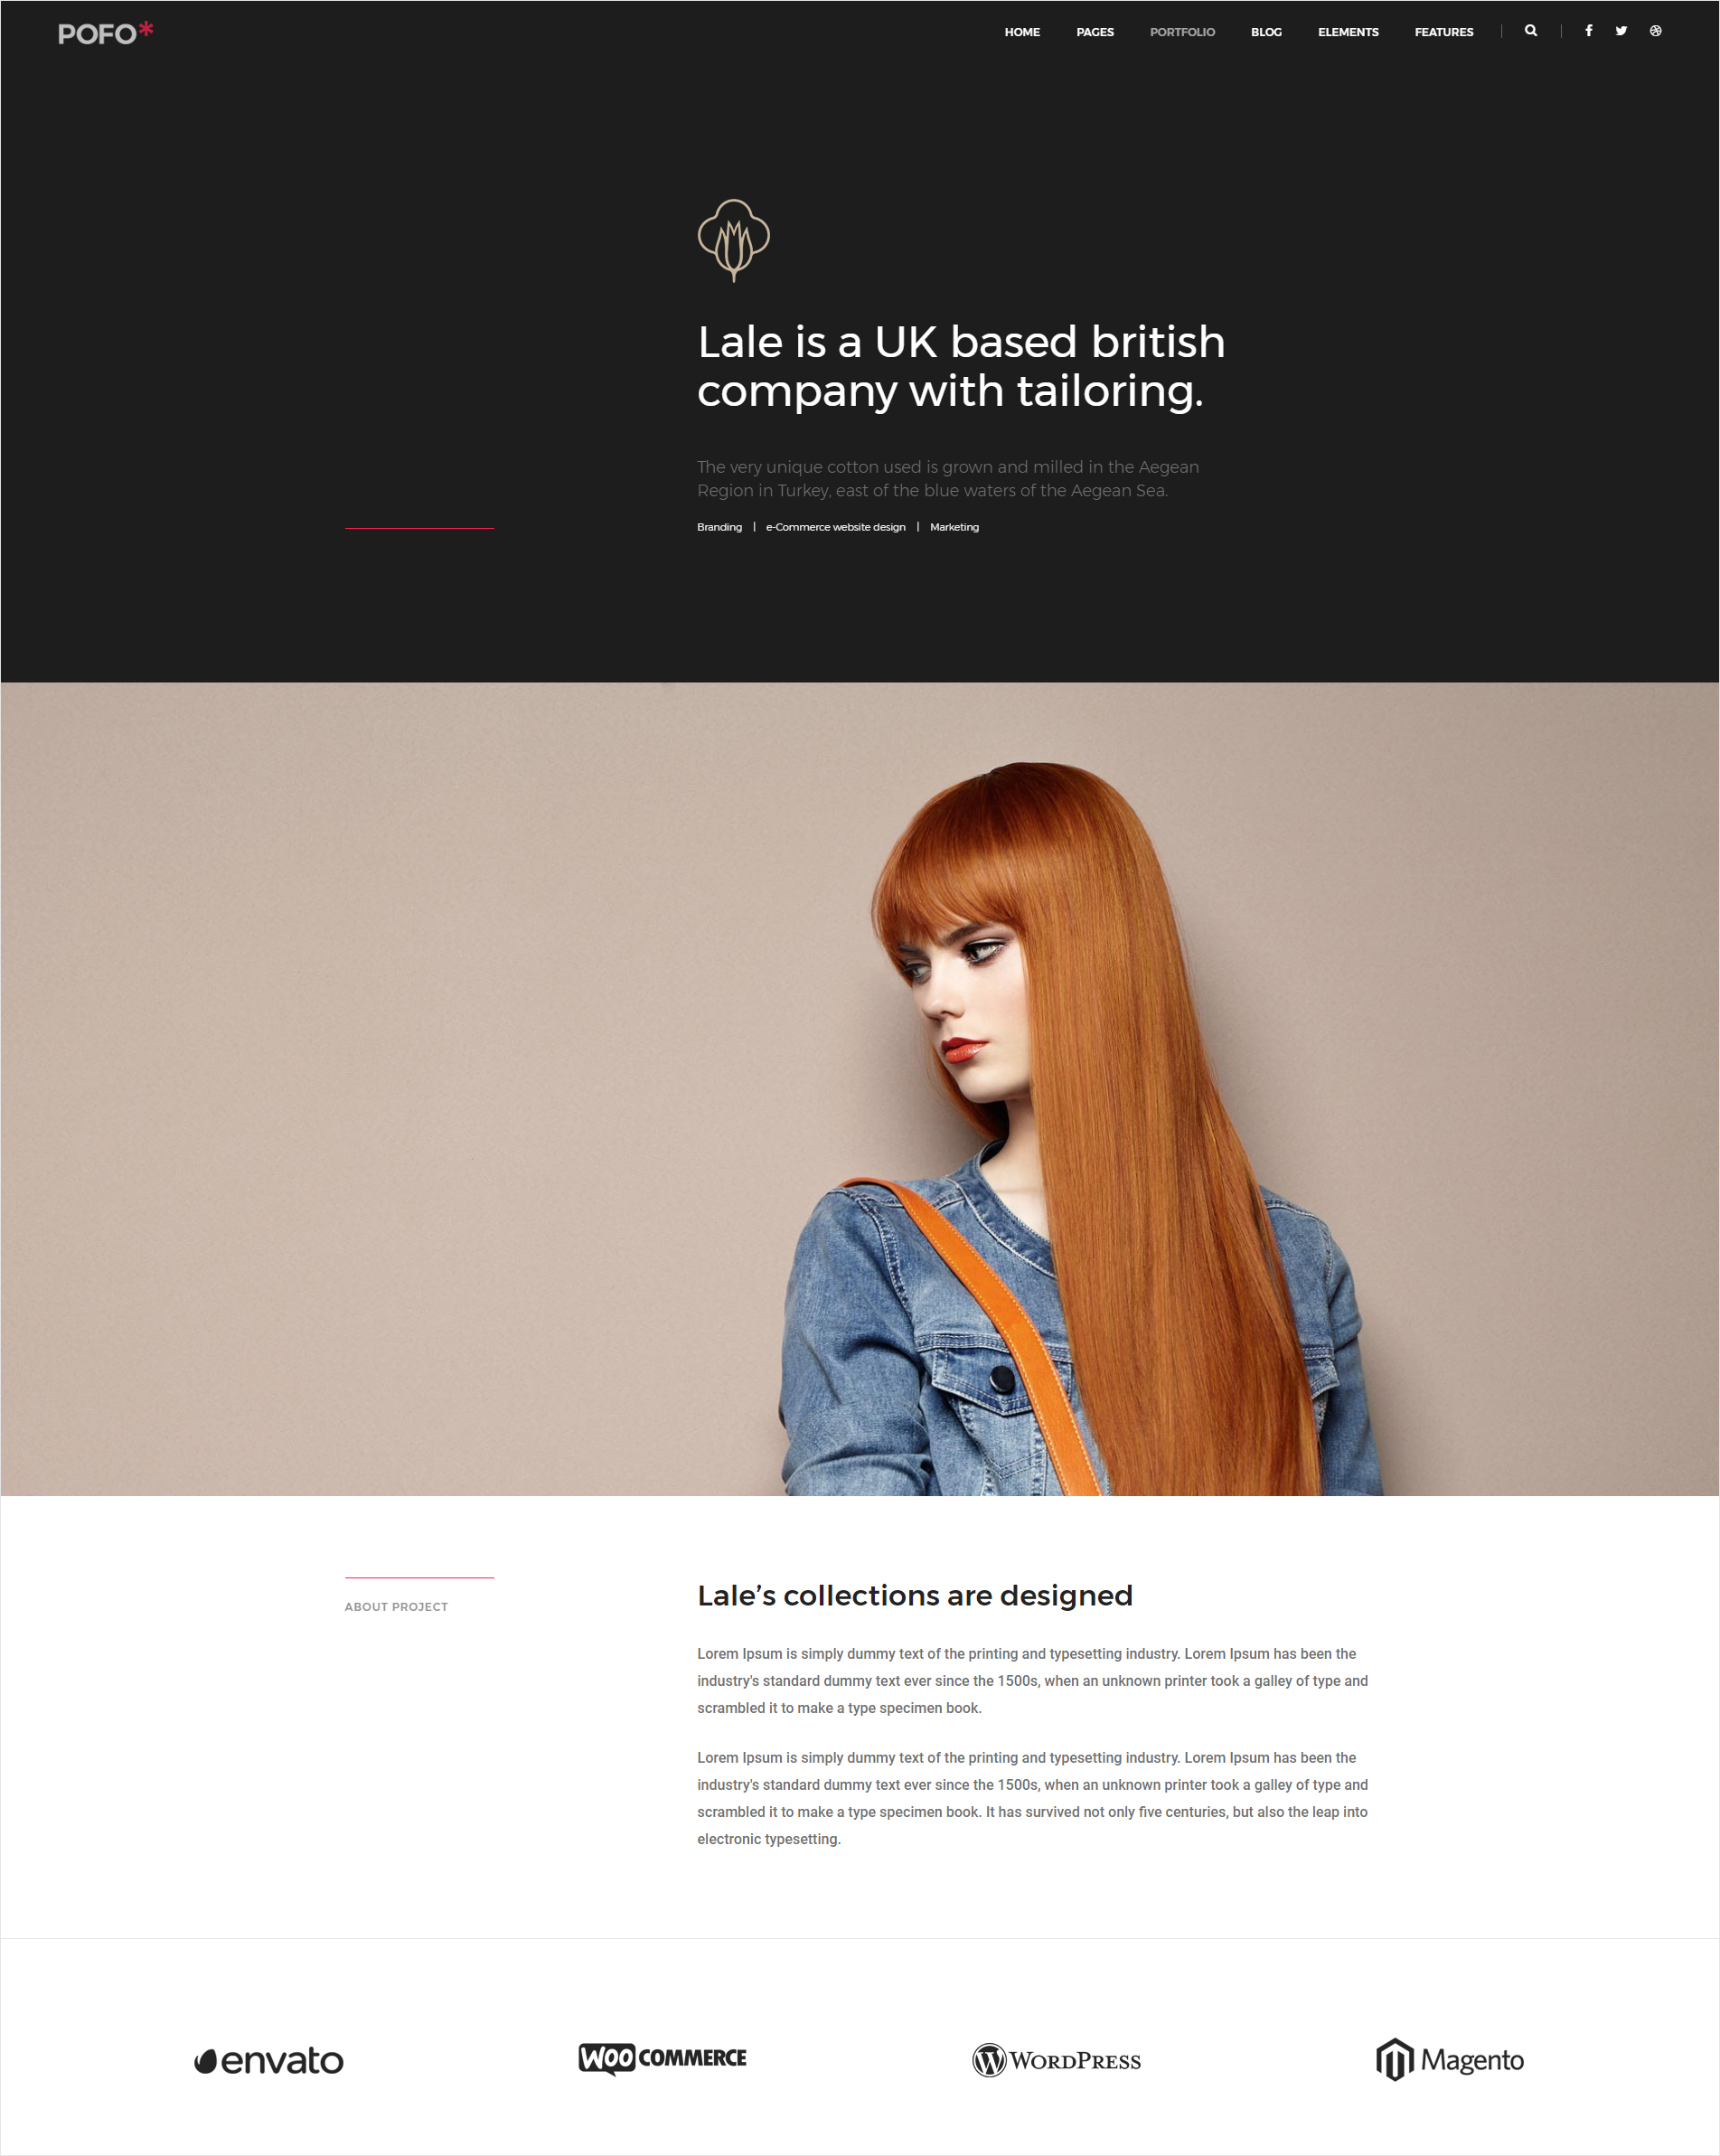 POFO*
HOME PAGES PORTFOLIO BLOG ELEMENTS FEATURES
Lale is a UK based british
company with tailoring.
The very unique cotton used is grown and milled in the Aegean
Region in Turkey, east of the blue waters of the Aegean Sea.
Branding | e-Commerce website design | Marketing
ABOUT PROJECT
Lale’s collections are designed
Lorem Ipsum is simply dummy text of the printing and typesetting industry. Lorem Ipsum has been the
industry's standard dummy text ever since the 1500s, when an unknown printer took a galley of type and
scrambled it to make a type specimen book.
Lorem Ipsum is simply dummy text of the printing and typesetting industry. Lorem Ipsum has been the
industry's standard dummy text ever since the 1500s, when an unknown printer took a galley of type and
scrambled it to make a type specimen book. It has survived not only five centuries, but also the leap into
electronic typesetting.
envato WOO COMMERCE WORDPRESS Magento